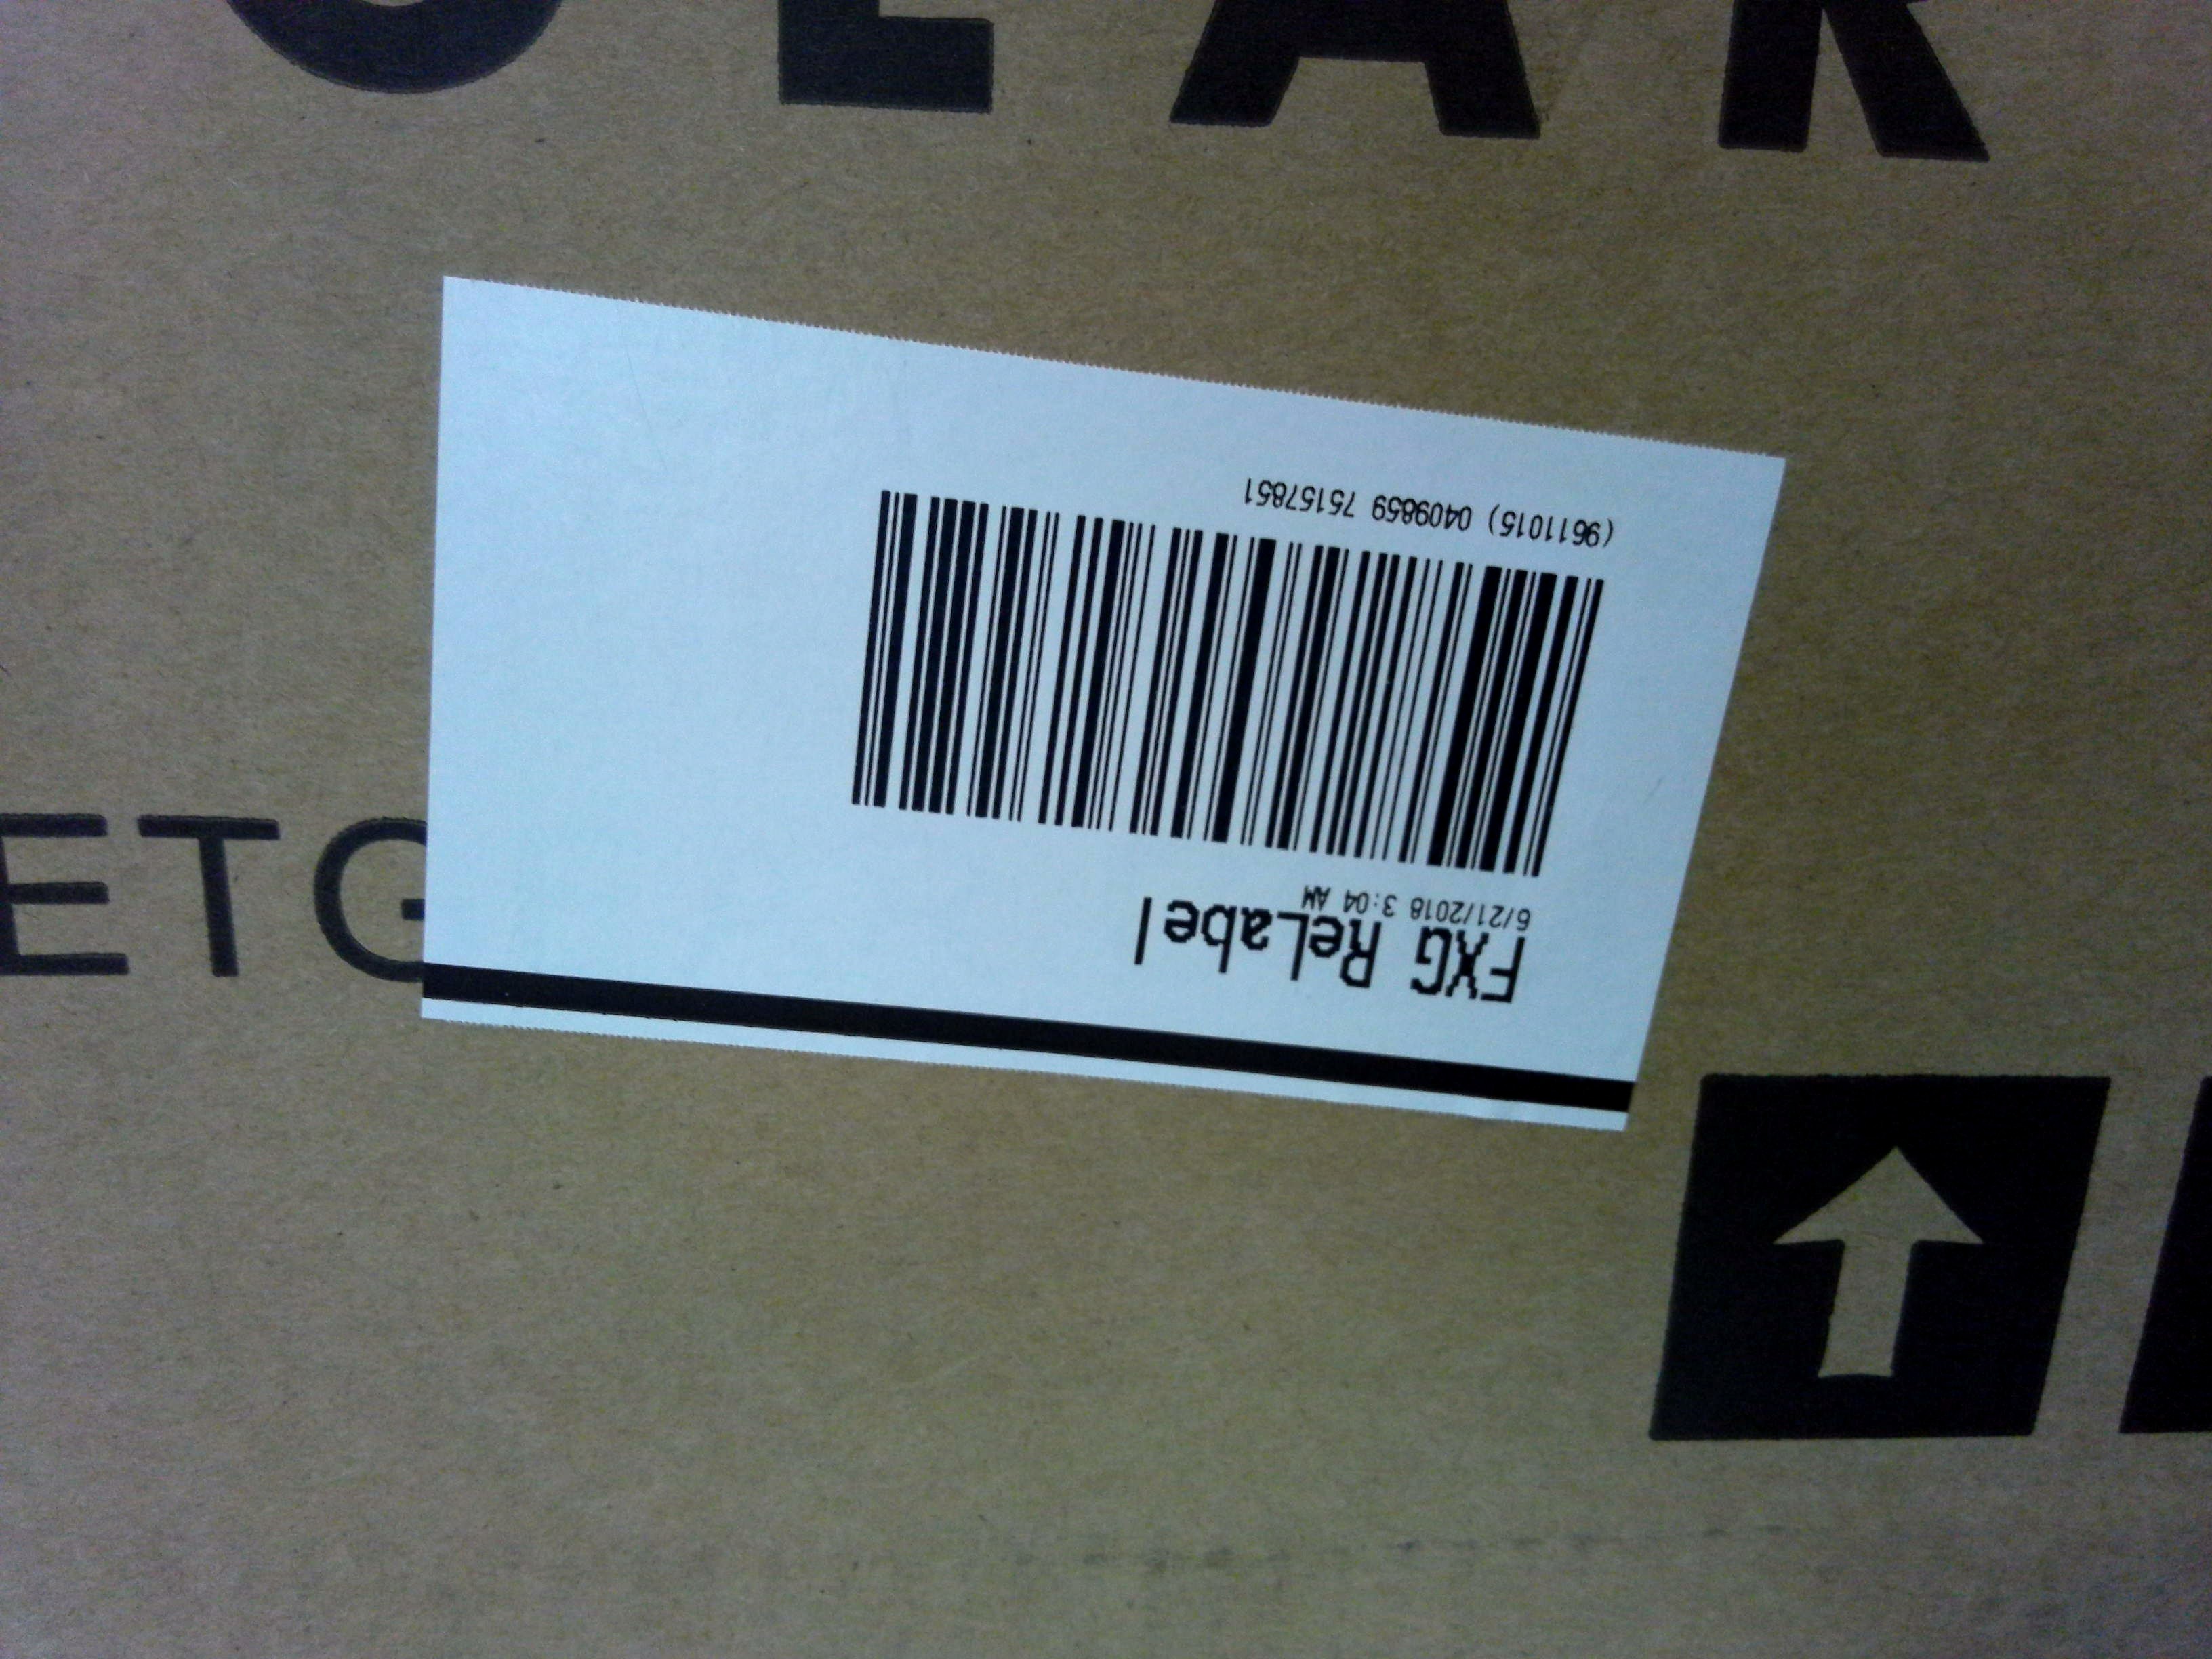 ETG
FXG ReLabel
6/21/2018 3:04 AM
(9611015) 0409859 75157851